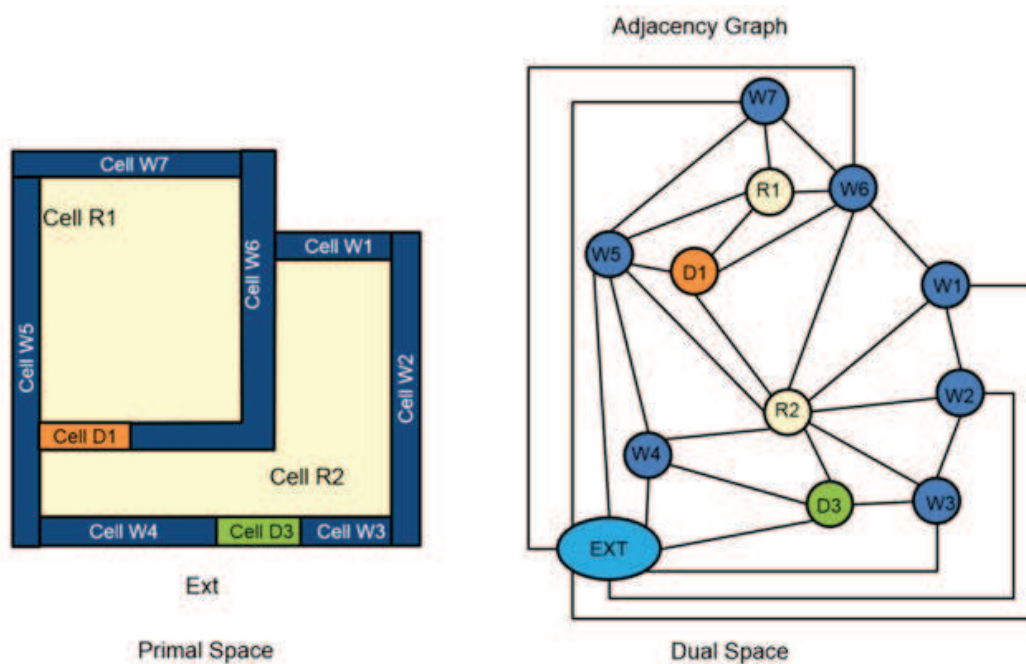 Adjacency Graph
Cell W7
Cell R1
Cell W6
Cell W1
Cell W5
Cell W2
Cell D1
Cell R2
Cell W4
Cell D3
Cell W3
Ext
Primal Space
W7
R1
W6
W5
D1
W1
W2
R2
W4
D3
W3
EXT
Dual Space